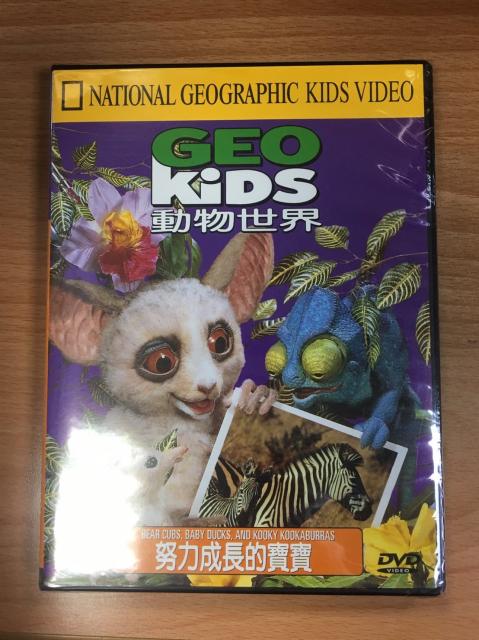 NATIONAL GEOGRAPHIC KIDS VIDEO
GEO
KiDS
動物世界
BEAR CUBS, BABY DUCKS, AND KOOKY KOOKABURRAS
努力成長的寶寶
DVD
VIDEO